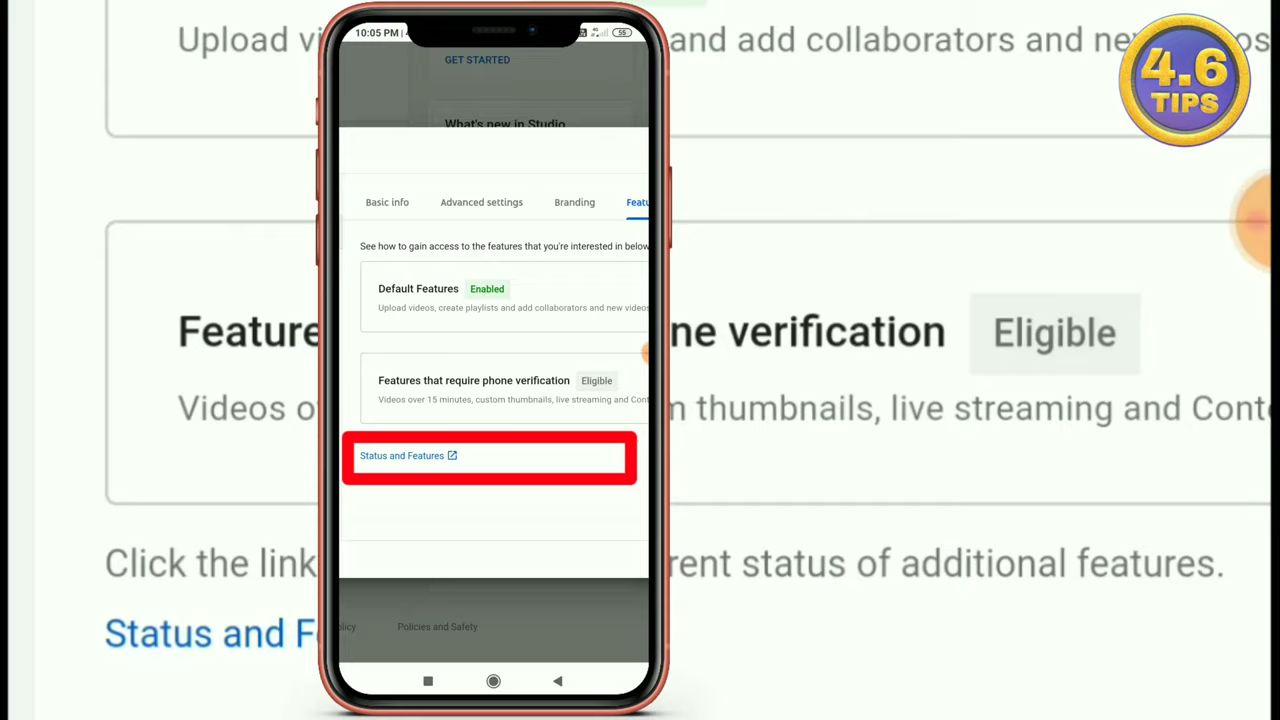 Upload vi
and add collaborators and ne
4.6
TIPS
Feature
ne verification
Eligible
Videos o
m thumbnails, live streaming and Cont
Click the link
rrent status of additional features.
Status and F
10:05 PM
55
GET STARTED
What's new in Studio
Basic info
Advanced settings
Branding
Featu
See how to gain access to the features that you're interested in below
Default Features
Enabled
Upload videos, create playlists and add collaborators and new videos
Features that require phone verification
Eligible
Videos over 15 minutes, custom thumbnails, live streaming and Cont
Status and Features
olicy
Policies and Safety